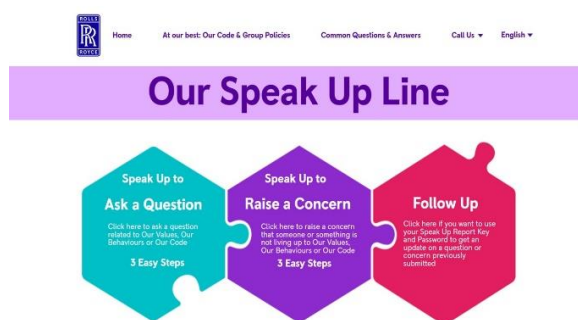 ROLLS
RR
ROYCE
Home
At our best: Our Code & Group Policies
Common Questions & Answers
Call Us
English
Our Speak Up Line
Speak Up to
Ask a Question
Click here to ask a question
related to Our Values, Our
Behaviours or Our Code
3 Easy Steps
Speak Up to
Raise a Concern
Click here to raise a concern
that someone or something is
not living up to Our Values,
Our Behaviours or Our Code
3 Easy Steps
Follow Up
Click here if you want to use
your Speak Up Report Key
and Password to get an
update on a question or
concern previously
submitted